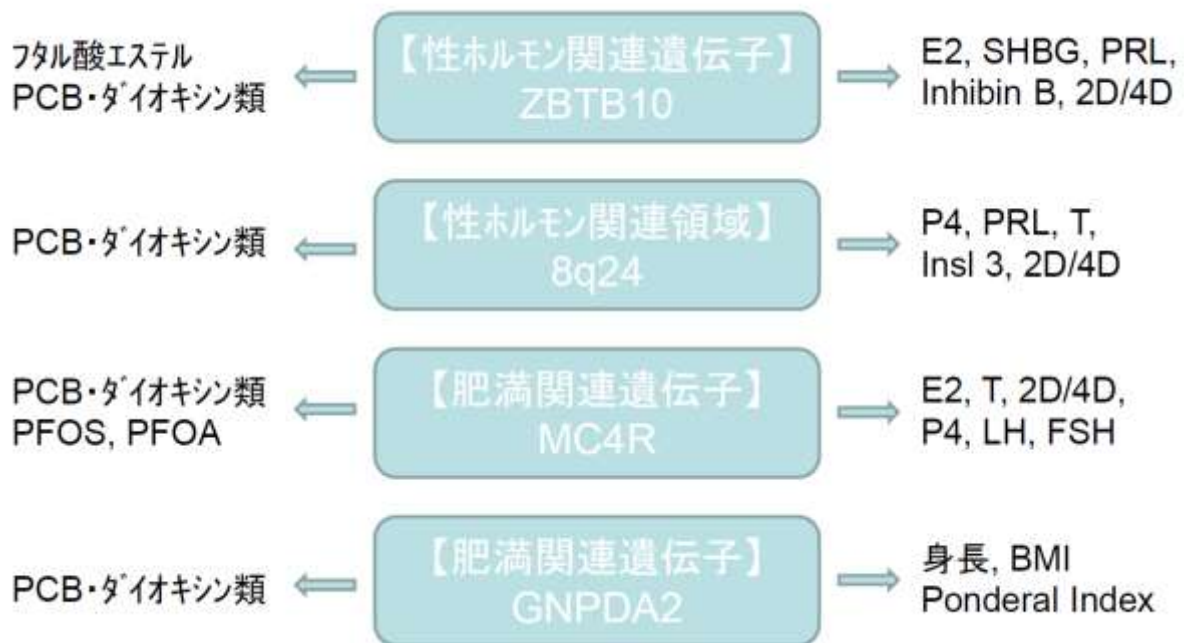 フタル酸エステル
PCB・ダイオキシン類
【性ホルモン関連遺伝子】
ZBTB10
E2, SHBG, PRL,
Inhibin B, 2D/4D
PCB・ダイオキシン類
【性ホルモン関連領域】
8q24
P4, PRL, T,
Insl 3, 2D/4D
PCB・ダイオキシン類
PFOS, PFOA
【肥満関連遺伝子】
MC4R
E2, T, 2D/4D,
P4, LH, FSH
PCB・ダイオキシン類
【肥満関連遺伝子】
GNPDA2
身長, BMI
Ponderal Index